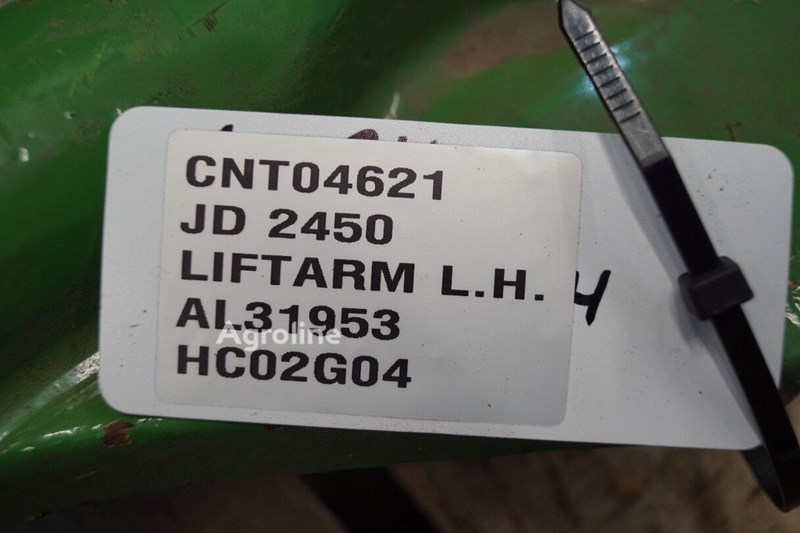 CNT04621
JD 2450
LIFTARM L.H.
AL31953
HC02G04
Agroline